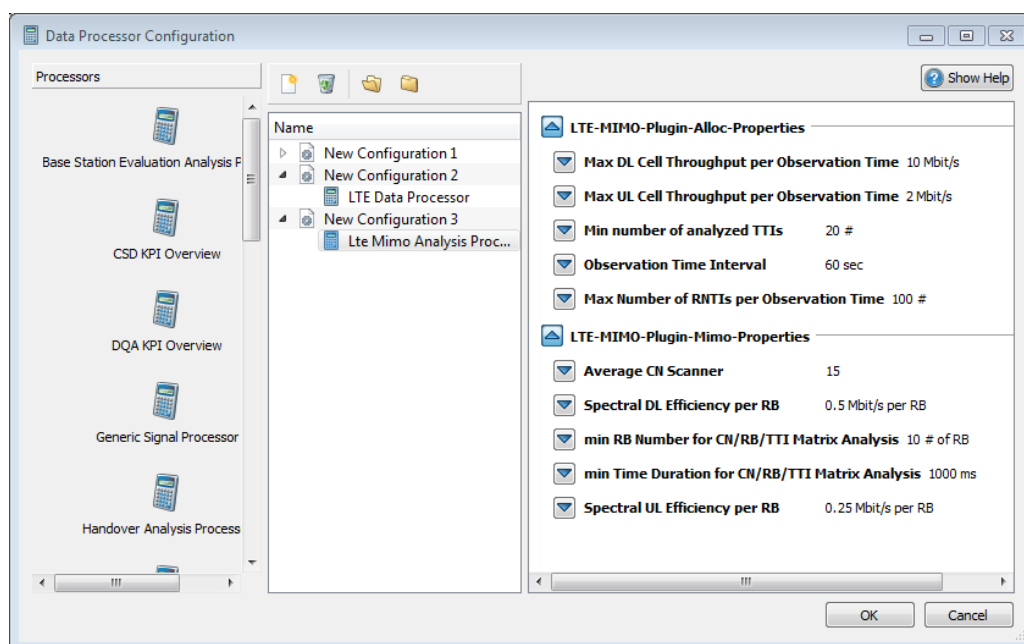 Data Processor Configuration
Processors
Base Station Evaluation Analysis P
CSD KPI Overview
DQA KPI Overview
Generic Signal Processor
Handover Analysis Process
Name
New Configuration 1
New Configuration 2
LTE Data Processor
New Configuration 3
Lte Mimo Analysis Proc...
Show Help
LTE-MIMO-Plugin-Alloc-Properties
Max DL Cell Throughput per Observation Time 10 Mbit/s
Max UL Cell Throughput per Observation Time 2 Mbit/s
Min number of analyzed TTIs 20 #
Observation Time Interval 60 sec
Max Number of RNTIs per Observation Time 100 #
LTE-MIMO-Plugin-Mimo-Properties
Average CN Scanner 15
Spectral DL Efficiency per RB 0.5 Mbit/s per RB
min RB Number for CN/RB/TTI Matrix Analysis 10 # of RB
min Time Duration for CN/RB/TTI Matrix Analysis 1000 ms
Spectral UL Efficiency per RB 0.25 Mbit/s per RB
OK
Cancel